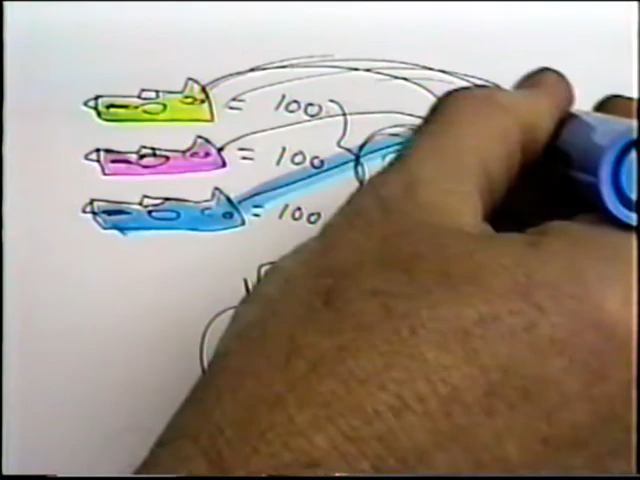 = 100
= 100
= 100